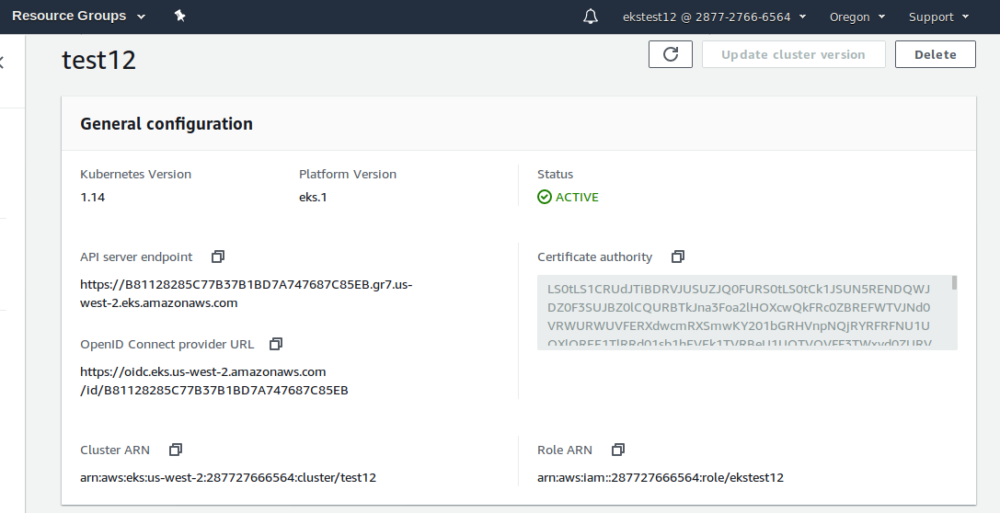 Resource Groups
ekstest12 @ 2877-2766-6564
Oregon
Support
test12
Update cluster version
Delete
General configuration
Kubernetes Version
1.14
Platform Version
eks.1
Status
ACTIVE
API server endpoint
https://B81128285C77B37B1BD7A747687C85EB.gr7.us-
west-2.eks.amazonaws.com
OpenID Connect provider URL
https://oidc.eks.us-west-2.amazonaws.com
/id/B81128285C77B37B1BD7A747687C85EB
Certificate authority
LS0tLS1CRUdJTiBDRVJUSUZJQ0FURS0tLS0tCk1JSUN5RENDQWJ
DZ0F3SUJBZ0lCQURBTkJna3Foa2lHOXcwQkFRc0ZBREFWTVJNd0
VRWURWUVFERXdwcmRXSmwKY201bGRHVnpNQjRYRFRFNU1U
Cluster ARN
arn:aws:eks:us-west-2:287727666564:cluster/test12
Role ARN
arn:aws:iam::287727666564:role/ekstest12